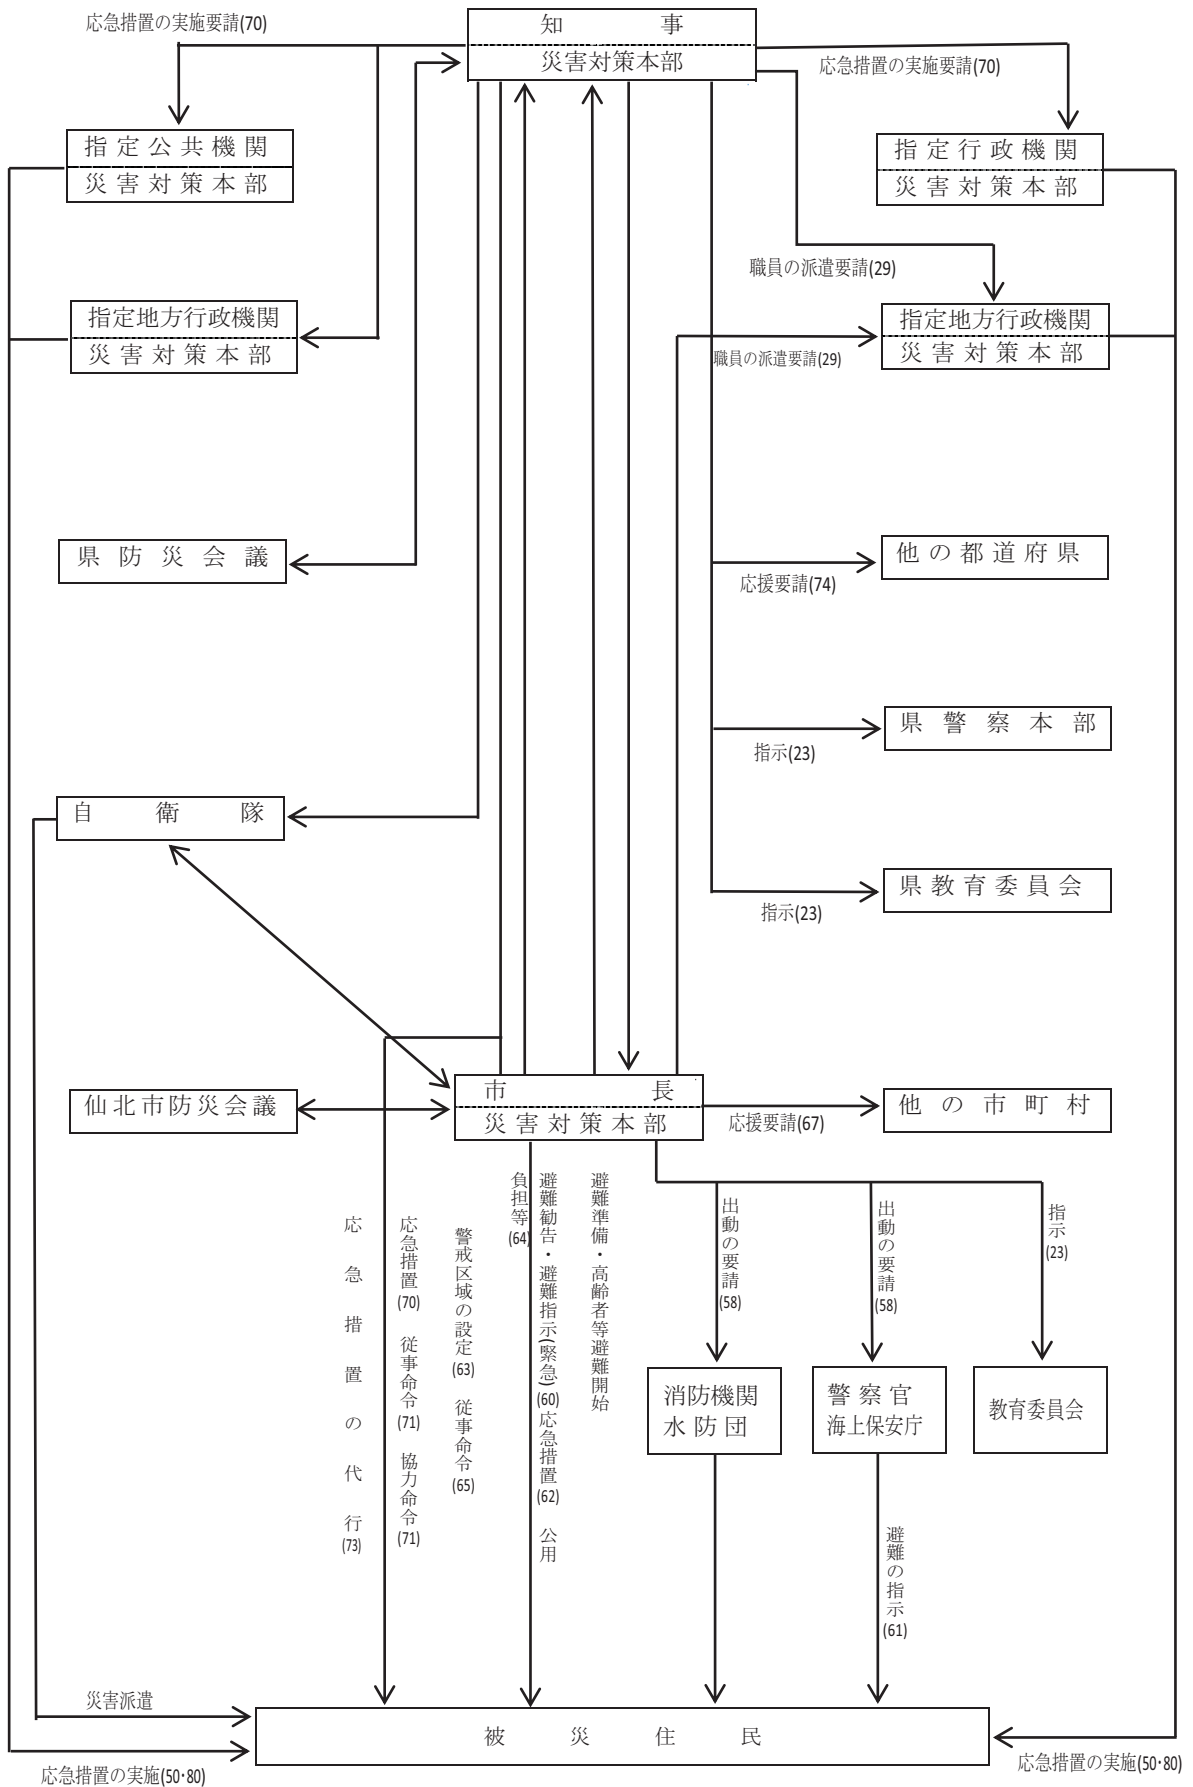 応急措置の実施要請(70)
知事
災害対策本部
応急措置の実施要請(70)
指定公共機関
災害対策本部
指定行政機関
災害対策本部
職員の派遣要請(29)
指定地方行政機関
災害対策本部
指定地方行政機関
災害対策本部
職員の派遣要請(29)
県防災会議
他の都道府県
応援要請(74)
県警察本部
指示(23)
自衛隊
県教育委員会
指示(23)
仙北市防災会議
市長
災害対策本部
他の市町村
応援要請(67)
避難準備・高齢者等避難開始
避難勧告・避難指示(緊急)(60)応急措置(62) 公用
負担等(64)
警戒区域の設定(63) 従事命令(65)
応急措置(70) 従事命令(71) 協力命令(71)
応急措置の代行(73)
出動の要請(58)
出動の要請(58)
指示(23)
消防機関
水防団
警察官
海上保安庁
教育委員会
避難の指示(61)
災害派遣
被災住民
応急措置の実施(50･80)
応急措置の実施(50･80)